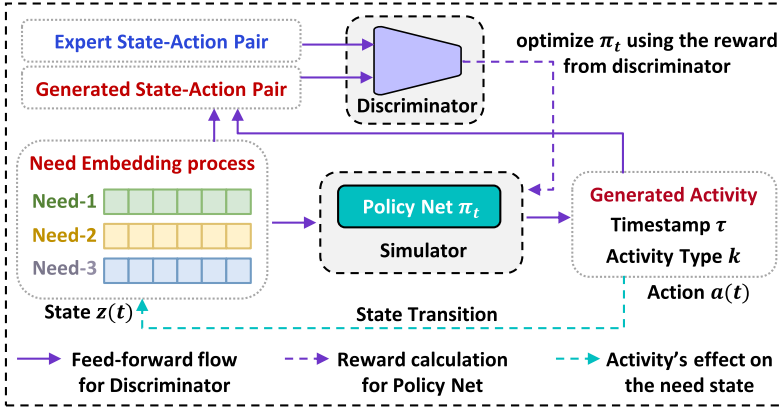 Expert State-Action Pair
Generated State-Action Pair
Discriminator
optimize π_t using the reward
from discriminator
Need Embedding process
Need-1
Need-2
Need-3
State z(t)
Policy Net π_t
Simulator
Generated Activity
Timestamp τ
Activity Type k
Action a(t)
State Transition
Feed-forward flow
for Discriminator
Reward calculation
for Policy Net
Activity's effect on
the need state